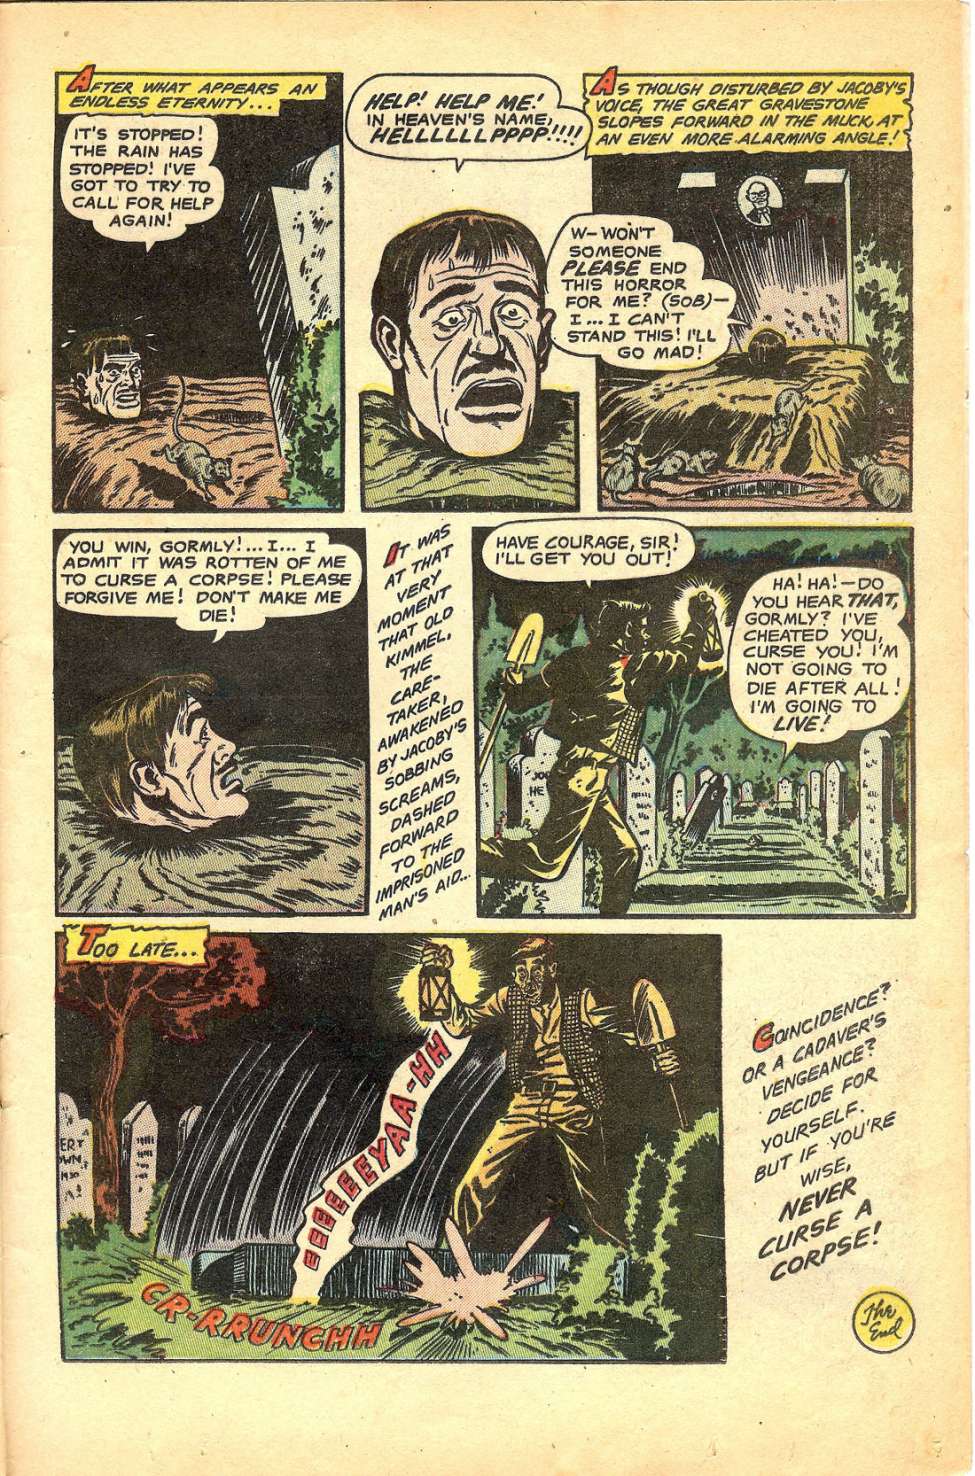 AFTER WHAT APPEARS AN
ENDLESS ETERNITY...
IT'S STOPPED!
THE RAIN HAS
STOPPED! I'VE
GOT TO TRY TO
CALL FOR HELP
AGAIN!
HELP! HELP ME!
IN HEAVEN'S NAME,
HELLLLLLPPPP!!!!
AS THOUGH DISTURBED BY JACOBY'S
VOICE, THE GREAT GRAVESTONE
SLOPES FORWARD IN THE MUCK, AT
AN EVEN MORE ALARMING ANGLE!
W-WON'T
SOMEONE
PLEASE END
THIS HORROR
FOR ME? (SOB)-
I... I CAN'T
STAND THIS! I'LL
GO MAD!
YOU WIN, GORMLY!... I... I
ADMIT IT WAS ROTTEN OF ME
TO CURSE A CORPSE! PLEASE
FORGIVE ME! DON'T MAKE ME
DIE!
IT WAS
AT THAT
VERY
MOMENT
THAT OLD
KIMMEL,
THE
CARE-
TAKER,
AWAKENED
BY JACOBY'S
SOBBING
SCREAMS,
DASHED
FORWARD
TO THE
IMPRISONED
MAN'S AID...
HAVE COURAGE, SIR!
I'LL GET YOU OUT!
HA! HA!-DO
YOU HEAR THAT,
GORMLY? I'VE
CHEATED YOU,
CURSE YOU! I'M
NOT GOING TO
DIE AFTER ALL!
I'M GOING TO
LIVE!
JO
HE
TOO LATE...
ERT
OWN
EEEEEEEYAAA-HH
CR-RRUNCHH
COINCIDENCE?
OR A CADAVER'S
VENGEANCE?
DECIDE FOR
YOURSELF.
BUT IF YOU'RE
WISE,
NEVER
CURSE A
CORPSE!
The
End